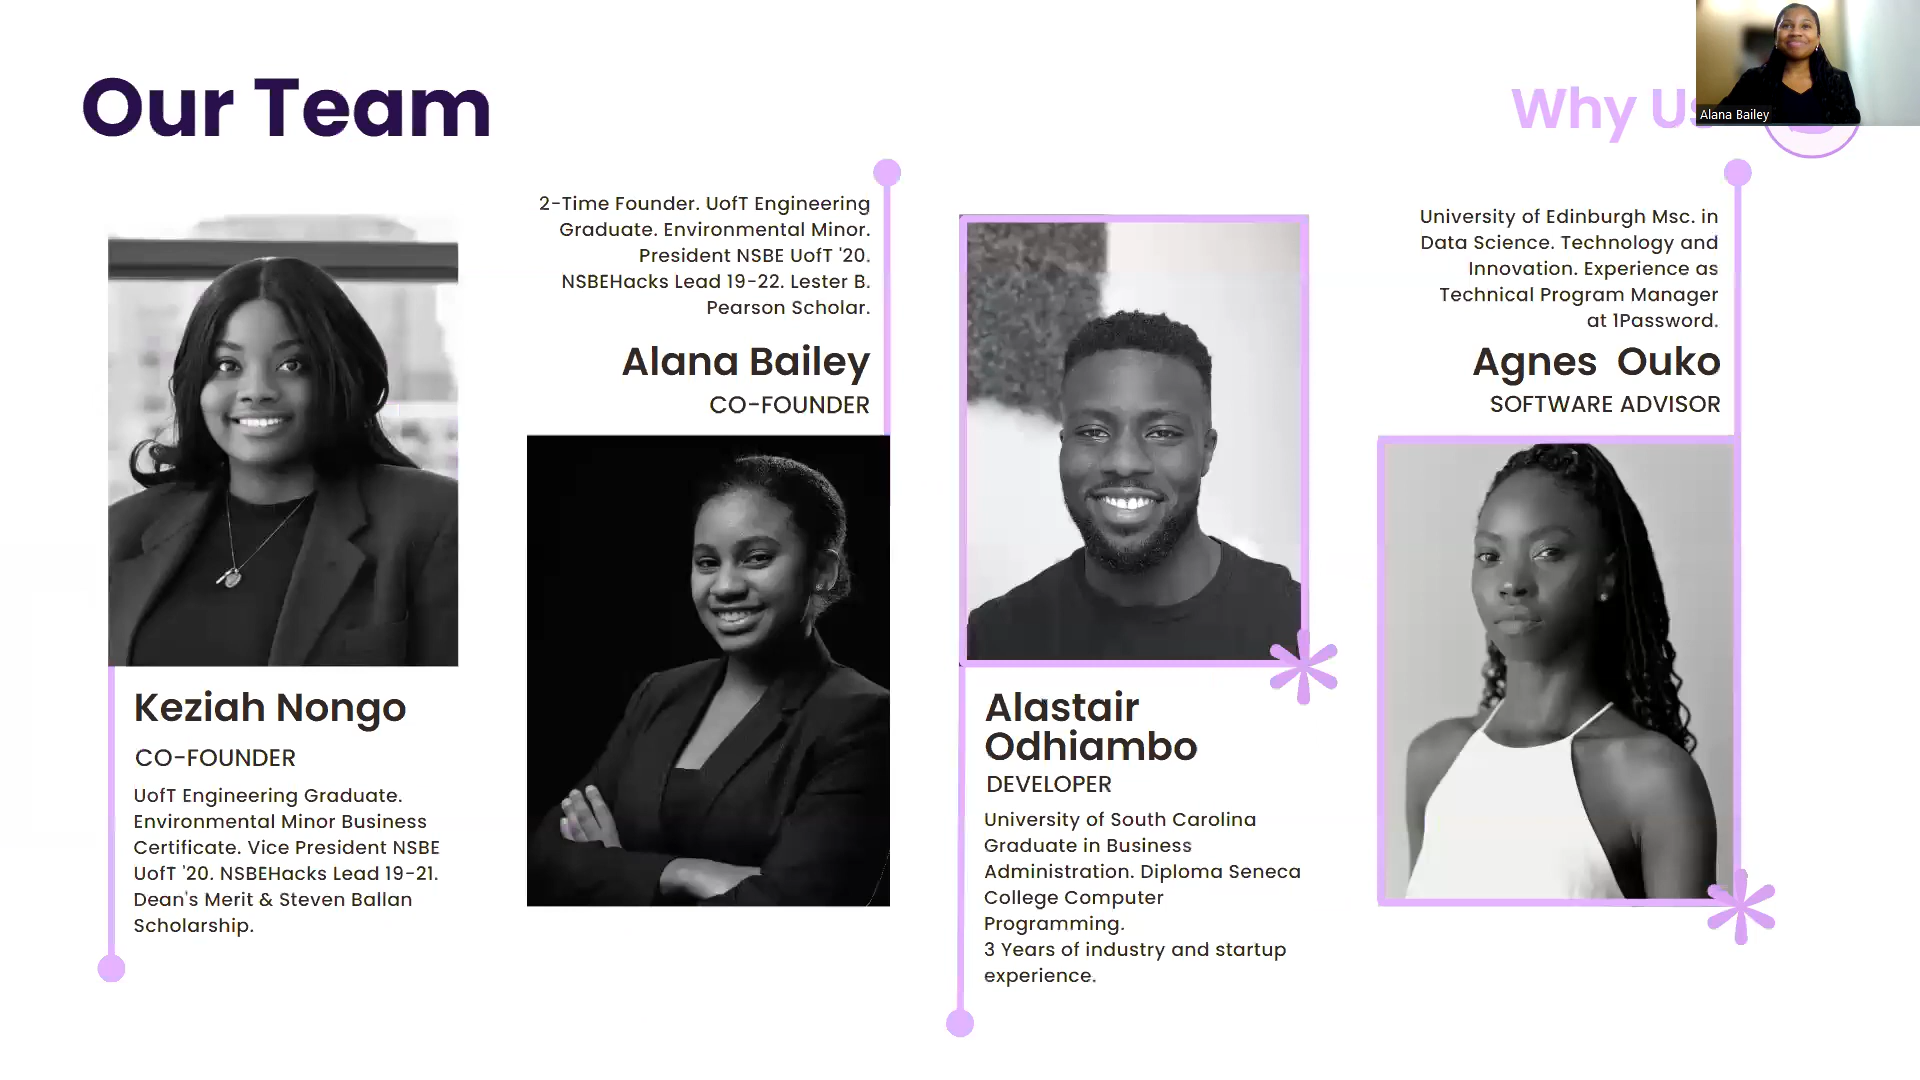 Our Team
Why Us
Alana Bailey
Keziah Nongo
CO-FOUNDER
UofT Engineering Graduate.
Environmental Minor Business
Certificate. Vice President NSBE
UofT '20. NSBEHacks Lead 19-21.
Dean's Merit & Steven Ballan
Scholarship.
2-Time Founder. UofT Engineering
Graduate. Environmental Minor.
President NSBE UofT '20.
NSBEHacks Lead 19-22. Lester B.
Pearson Scholar.
Alana Bailey
CO-FOUNDER
Alastair
Odhiambo
DEVELOPER
University of South Carolina
Graduate in Business
Administration. Diploma Seneca
College Computer
Programming.
3 Years of industry and startup
experience.
University of Edinburgh Msc. in
Data Science. Technology and
Innovation. Experience as
Technical Program Manager
at 1Password.
Agnes Ouko
SOFTWARE ADVISOR